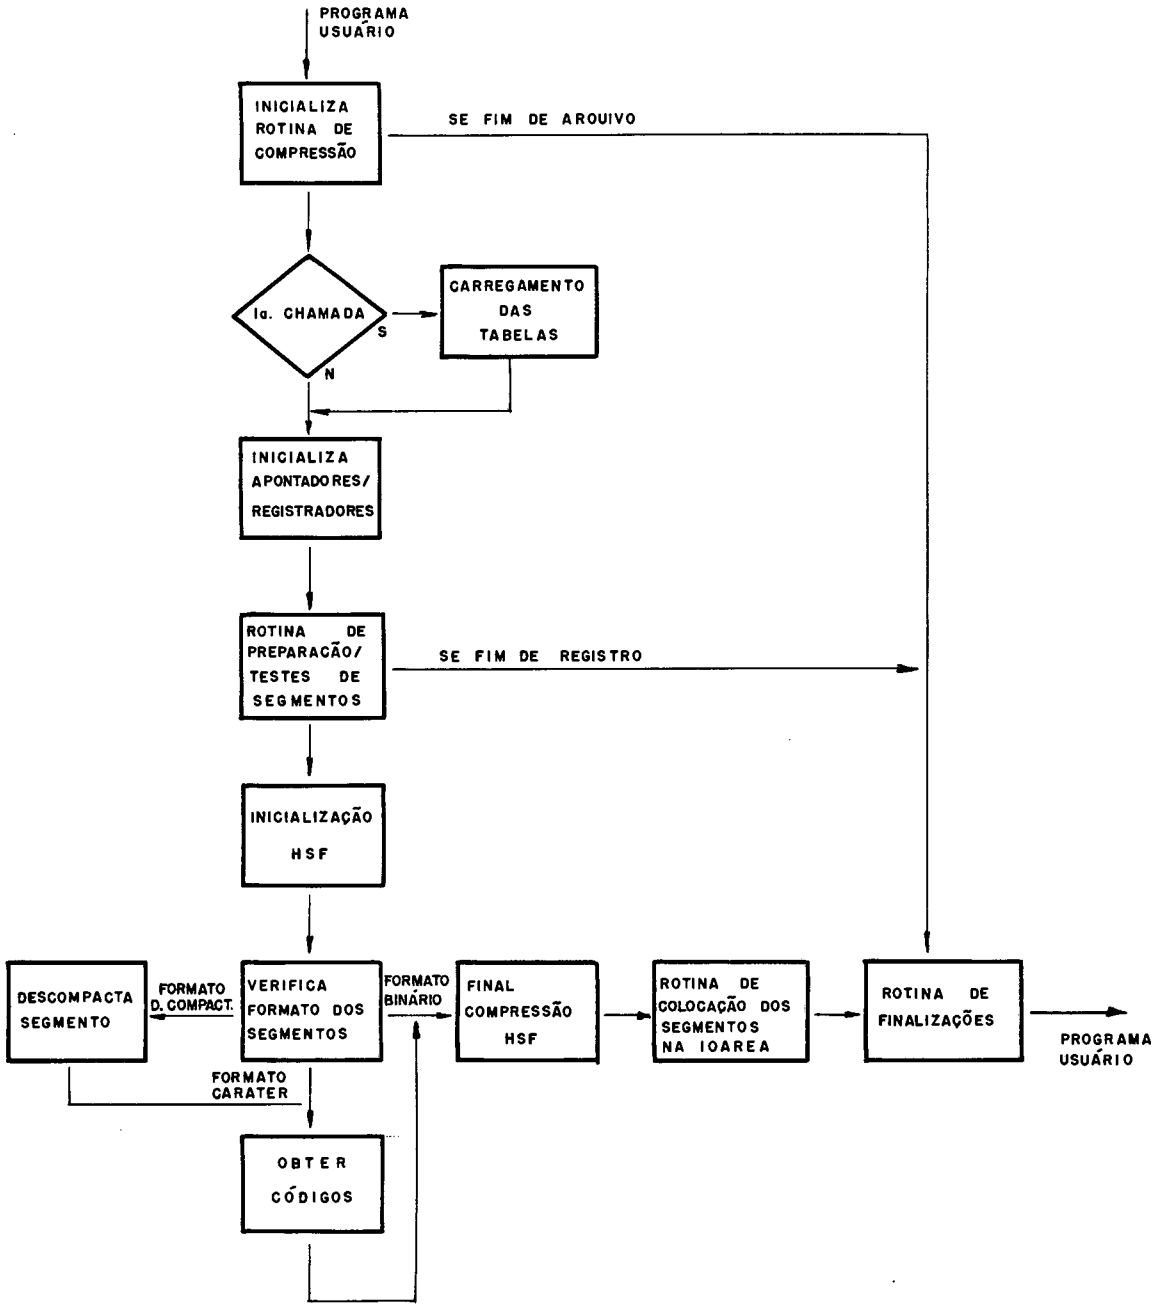 PROGRAMA
USUÁRIO
INICIALIZA
ROTINA DE
COMPRESSÃO
SE FIM DE AROUIVO
1a. CHAMADA
S
N
CARREGAMENTO
DAS
TABELAS
INICIALIZA
APONTADORES/
REGISTRADORES
ROTINA DE
PREPARAÇÃO/
TESTES DE
SEGMENTOS
SE FIM DE REGISTRO
INICIALIZAÇÃO
HSF
DESCOMPACTA
SEGMENTO
FORMATO
D. COMPACT.
VERIFICA
FORMATO DOS
SEGMENTOS
FORMATO
BINÁRIO
FINAL
COMPRESSÃO
HSF
ROTINA DE
COLOCAÇÃO DOS
SEGMENTOS
NA IOAREA
ROTINA DE
FINALIZAÇÕES
PROGRAMA
USUÁRIO
FORMATO
CARATER
OBTER
CÓDIGOS